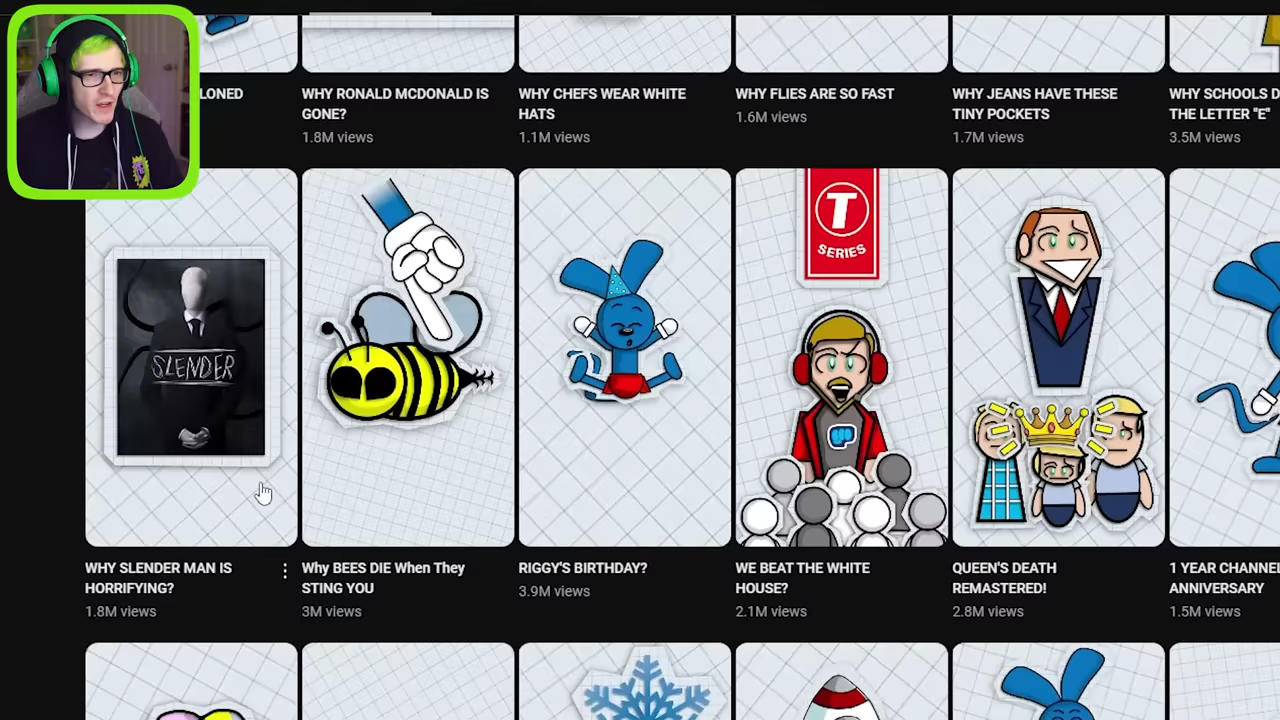 LONED
WHY RONALD MCDONALD IS
GONE?
1.8M views
WHY CHEFS WEAR WHITE
HATS
1.1M views
WHY FLIES ARE SO FAST
1.6M views
WHY JEANS HAVE THESE
TINY POCKETS
1.7M views
WHY SCHOOLS D
THE LETTER "E"
3.5M views
SLENDER
T
SERIES
WHY SLENDER MAN IS
HORRIFYING?
1.8M views
Why BEES DIE When They
STING YOU
3M views
RIGGY'S BIRTHDAY?
3.9M views
WE BEAT THE WHITE
HOUSE?
2.1M views
QUEEN'S DEATH
REMASTERED!
2.8M views
1 YEAR CHANNEL
ANNIVERSARY
1.5M views